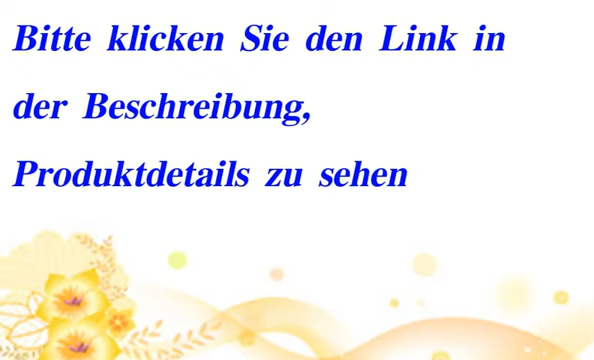 Bitte klicken Sie den Link in
der Beschreibung,
Produktdetails zu sehen